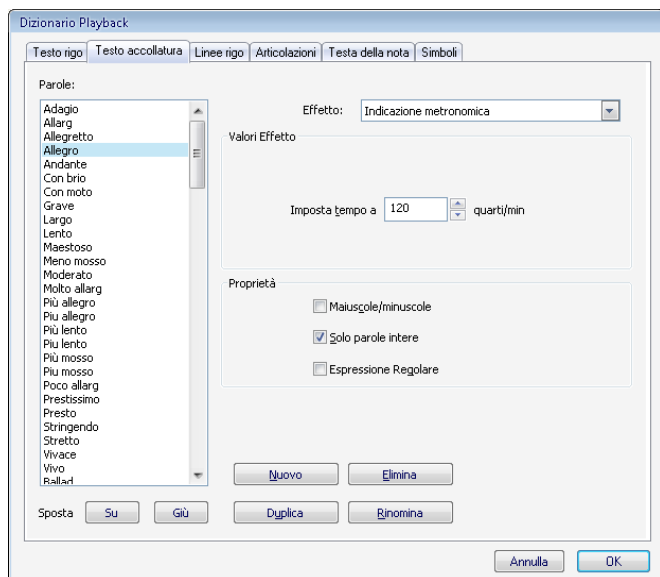 Dizionario Playback
Testo rigo Testo accollatura Linee rigo Articolazioni Testa della nota Simboli
Parole:
Adagio
Allarg
Allegretto
Allegro
Andante
Con brio
Con moto
Grave
Largo
Lento
Maestoso
Meno mosso
Moderato
Molto allarg
Più allegro
Piu allegro
Più lento
Piu lento
Più mosso
Piu mosso
Poco allarg
Prestissimo
Presto
Stringendo
Stretto
Vivace
Vivo
Ballad
Effetto: Indicazione metronomica
Valori Effetto
Imposta tempo a 120 quarti/min
Proprietà
Maiuscole/minuscole
Solo parole intere
Espressione Regolare
Nuovo Elimina
Sposta Su Giù Duplica Rinomina
Annulla OK